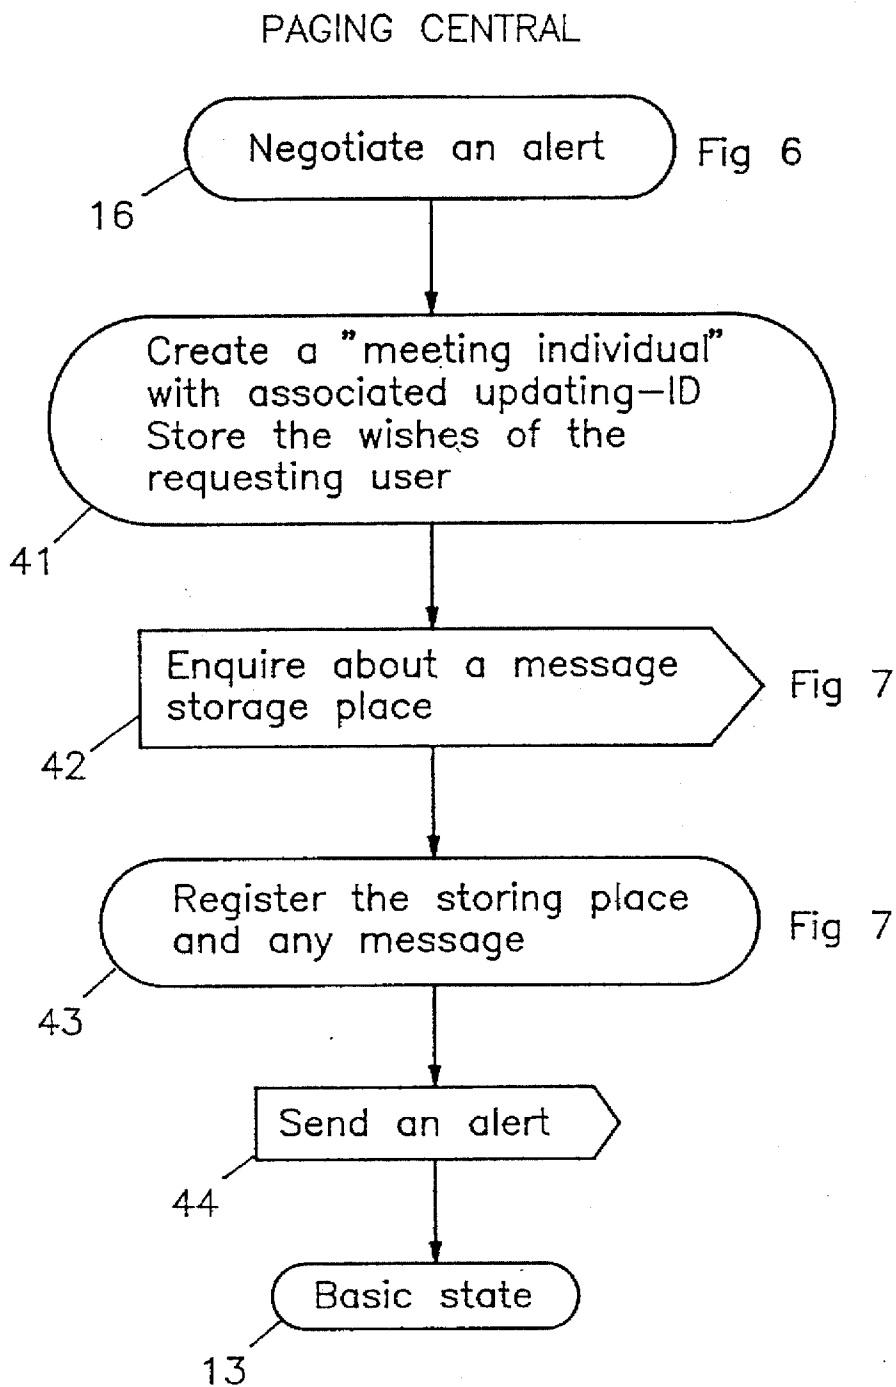 PAGING CENTRAL
Negotiate an alert
Fig 6
16
Create a "meeting individual"
with associated updating-ID
Store the wishes of the
requesting user
41
Enquire about a message
storage place
Fig 7
42
Register the storing place
and any message
Fig 7
43
Send an alert
44
Basic state
13